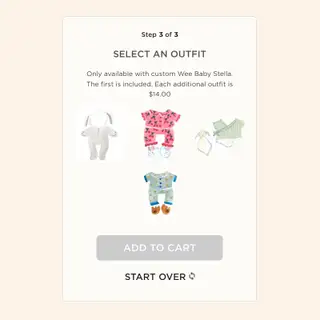 Step 3 of 3
SELECT AN OUTFIT
Only available with custom Wee Baby Stella.
The first is included. Each additional outfit is
$14.00
ADD TO CART
START OVER